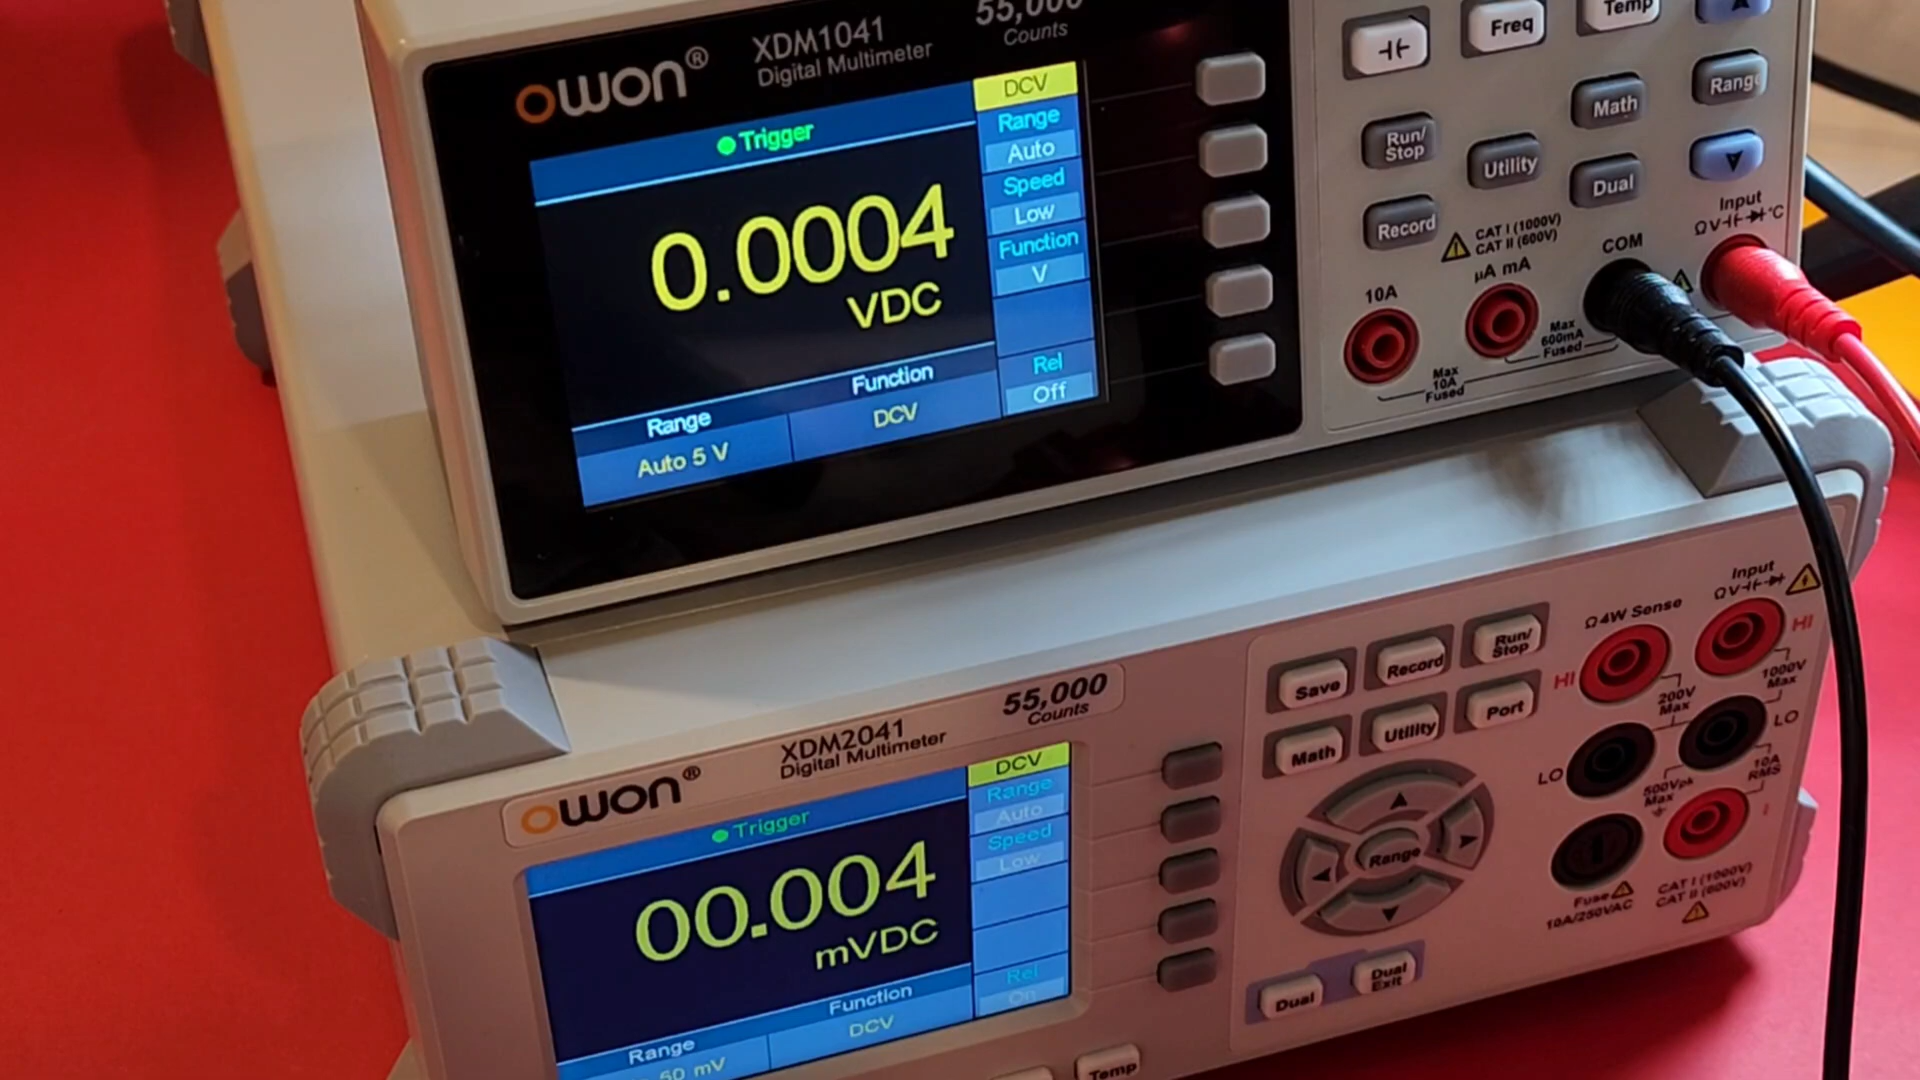 owon®
XDM1041
Digital Multimeter
55,000
Counts
Trigger
0.0004
VDC
Range
Auto 5 V
Function
DCV
DCV
Range
Auto
Speed
Low
Function
V
Rel
Off
Freq
Temp
Range
Math
Run/
Stop
Utility
Dual
Record
CAT I (1000V)
CAT II (600V)
Input
ΩV °C
COM
µA mA
10A
Max
600mA
Fused
Max
10A
Fused
owon®
XDM2041
Digital Multimeter
55,000
Counts
Trigger
00.004
mVDC
Range
50 mV
Function
DCV
DCV
Range
Auto
Speed
Low
Rel
On
Save
Record
Run/
Stop
Math
Utility
Port
Range
Dual
Dual
Exit
Temp
Ω4W Sense
Input
ΩV
HI
HI
200V
Max
1000V
Max
LO
LO
500Vpk
Max
10A
RMS
I
Fuse
10A/250VAC
CAT I (1000V)
CAT II (600V)